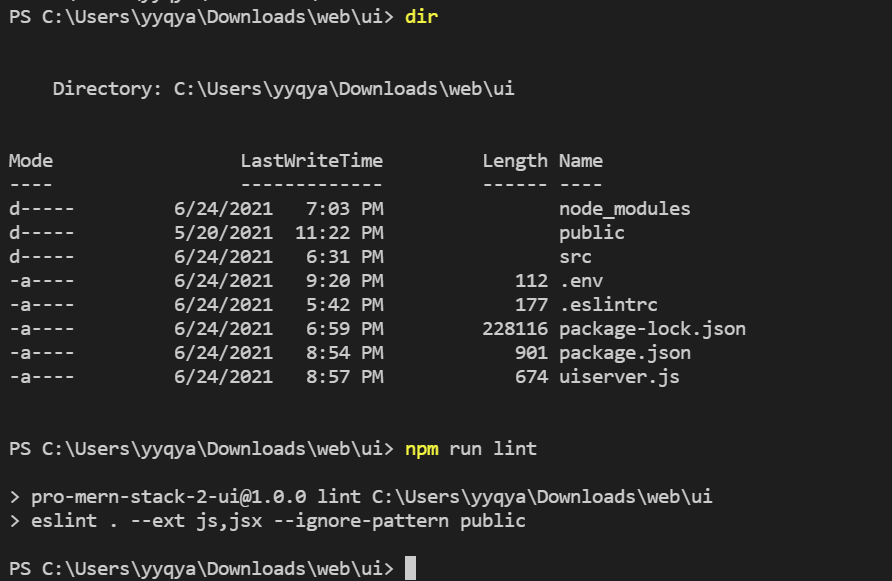 PS C:\Users\yyqya\Downloads\web\ui> dir
Directory: C:\Users\yyqya\Downloads\web\ui
Mode                 LastWriteTime         Length Name
----                 -------------         ------ ----
d-----         6/24/2021   7:03 PM                node_modules
d-----         5/20/2021  11:22 PM                public
d-----         6/24/2021   6:31 PM                src
-a----         6/24/2021   9:20 PM            112 .env
-a----         6/24/2021   5:42 PM            177 .eslintrc
-a----         6/24/2021   6:59 PM         228116 package-lock.json
-a----         6/24/2021   8:54 PM            901 package.json
-a----         6/24/2021   8:57 PM            674 uiserver.js
PS C:\Users\yyqya\Downloads\web\ui> npm run lint
> pro-mern-stack-2-ui@1.0.0 lint C:\Users\yyqya\Downloads\web\ui
> eslint . --ext js,jsx --ignore-pattern public
PS C:\Users\yyqya\Downloads\web\ui>